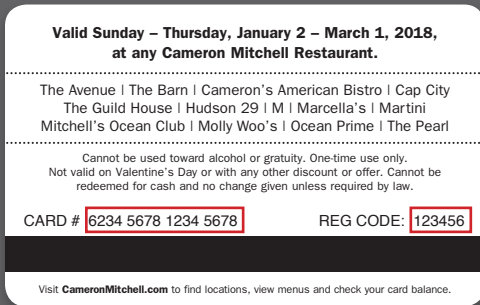 Valid Sunday – Thursday, January 2 – March 1, 2018,
at any Cameron Mitchell Restaurant.
The Avenue | The Barn | Cameron's American Bistro | Cap City
The Guild House | Hudson 29 | M | Marcella's | Martini
Mitchell's Ocean Club | Molly Woo's | Ocean Prime | The Pearl
Cannot be used toward alcohol or gratuity. One-time use only.
Not valid on Valentine's Day or with any other discount or offer. Cannot be
redeemed for cash and no change given unless required by law.
CARD # 6234 5678 1234 5678 REG CODE: 123456
Visit CameronMitchell.com to find locations, view menus and check your card balance.